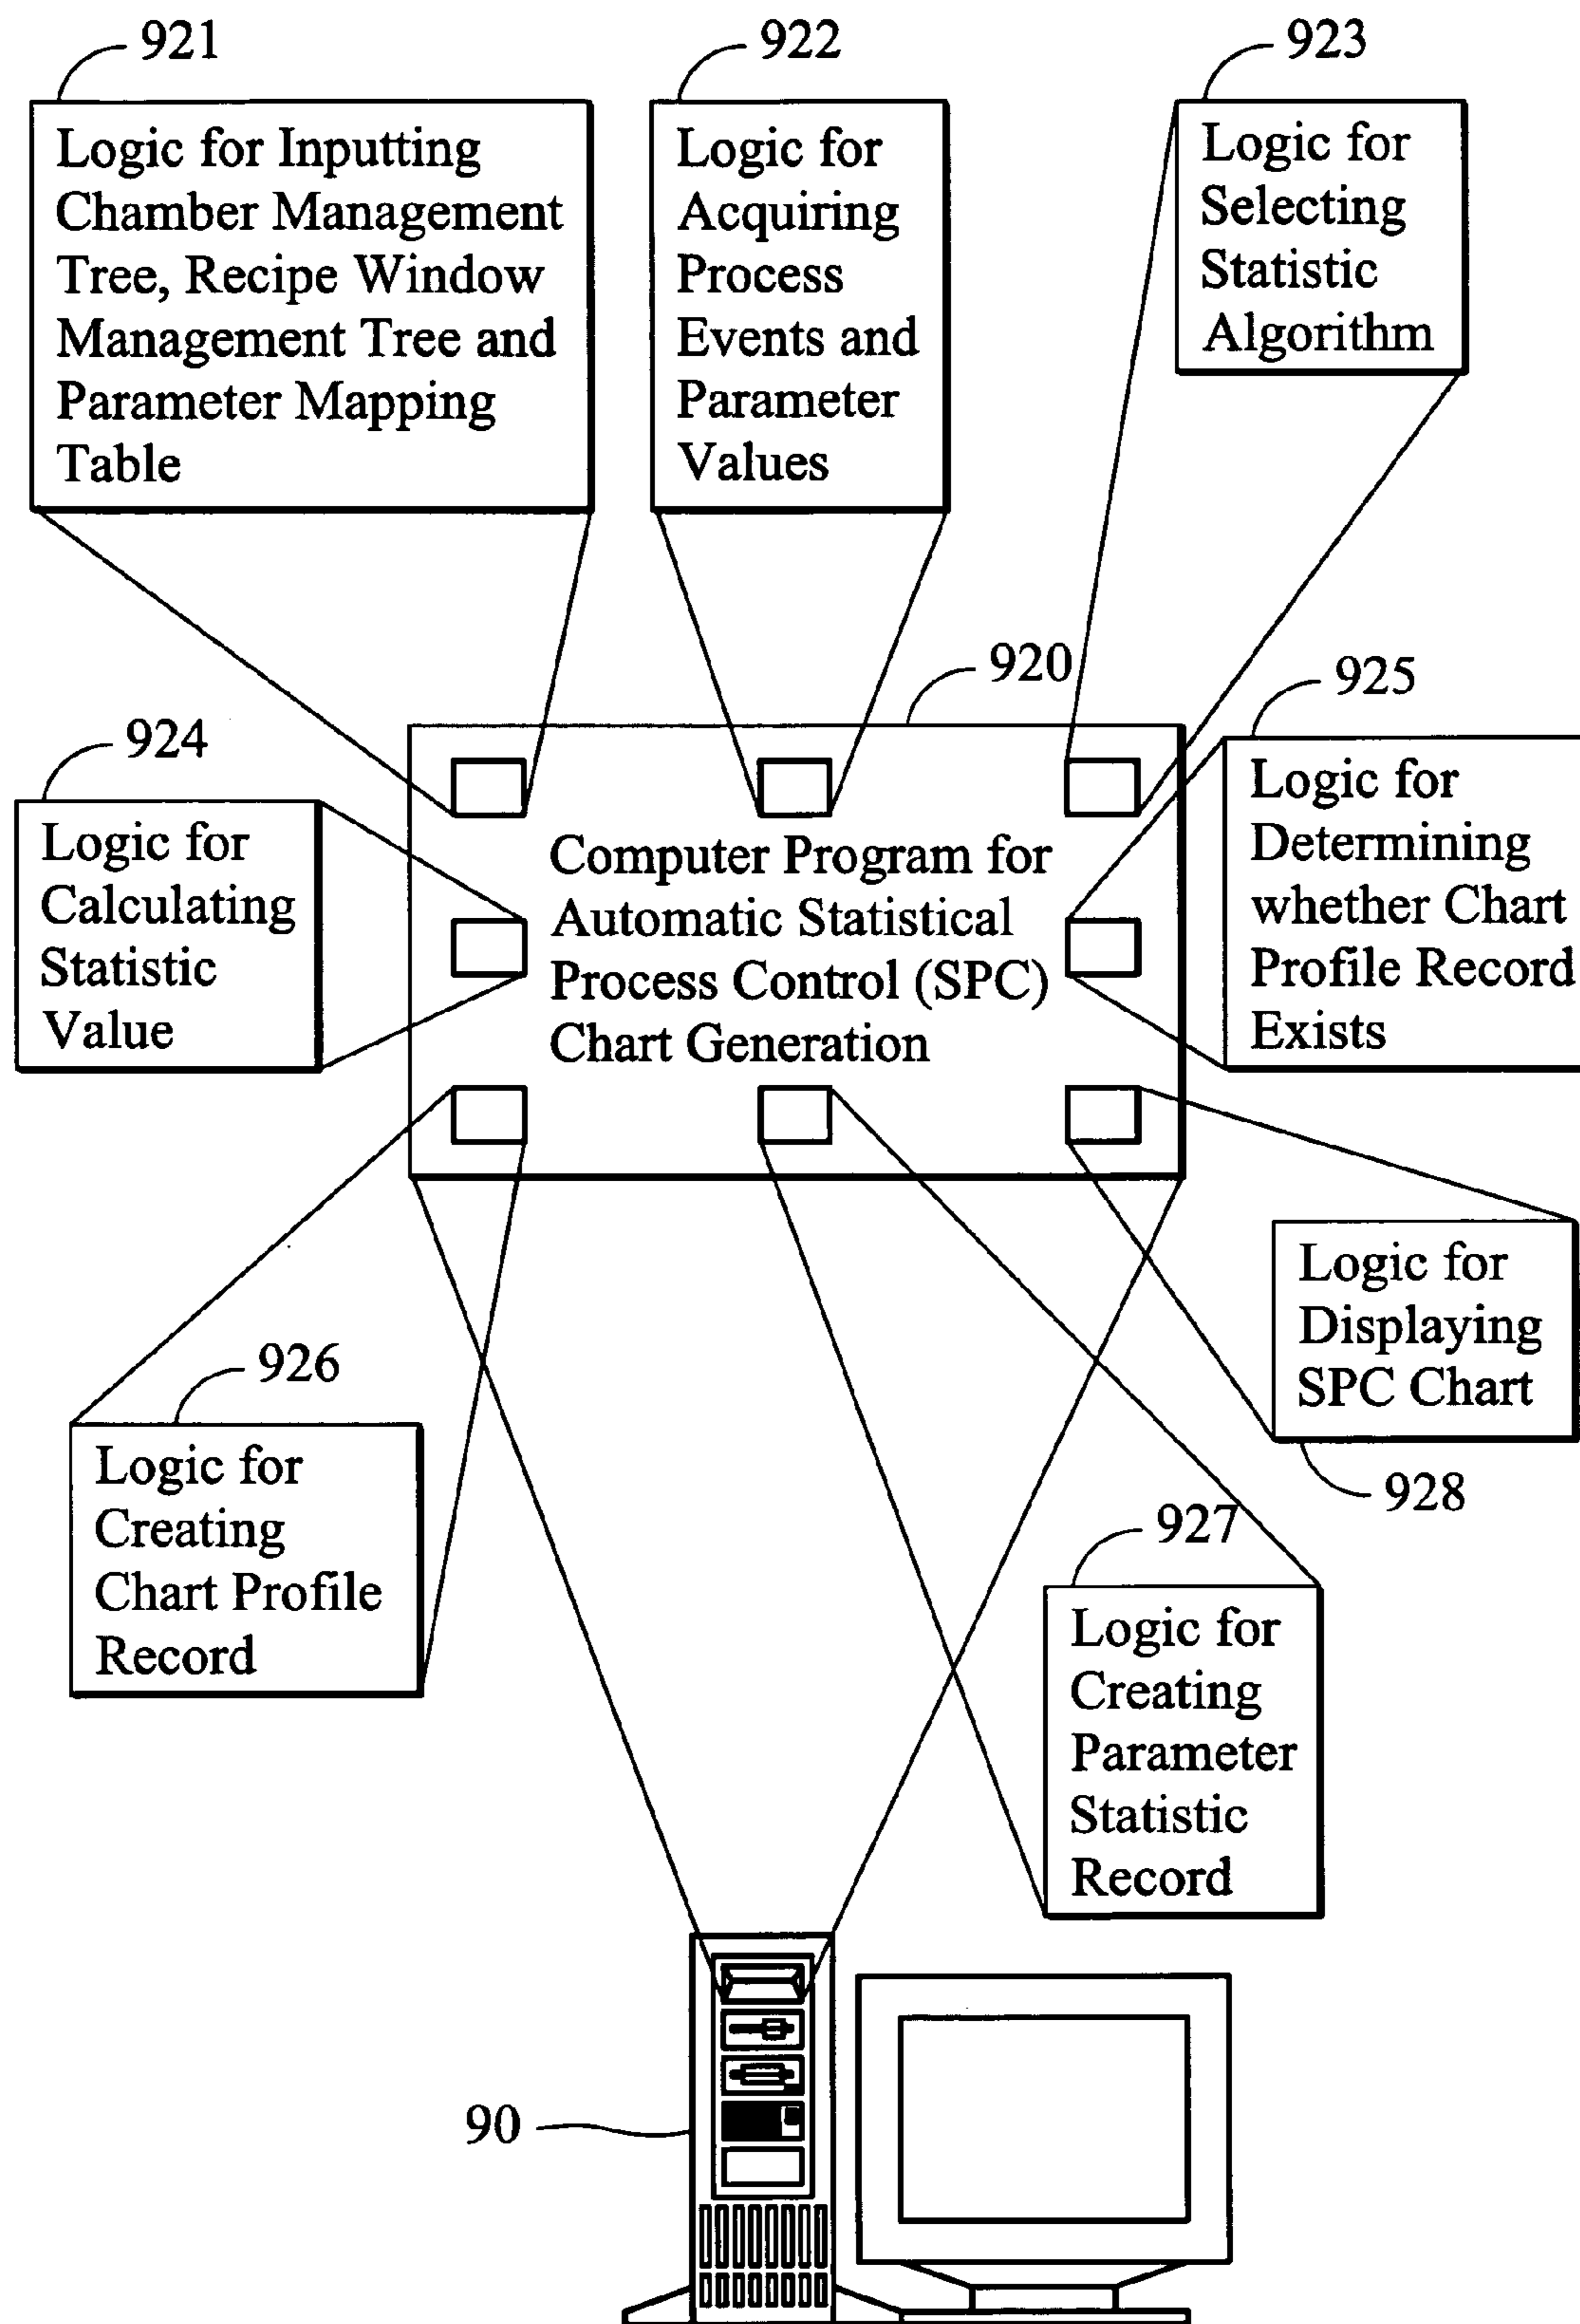 921
Logic for Inputting
Chamber Management
Tree, Recipe Window
Management Tree and
Parameter Mapping
Table
922
Logic for
Acquiring
Process
Events and
Parameter
Values
923
Logic for
Selecting
Statistic
Algorithm
920
924
Logic for
Calculating
Statistic
Value
Computer Program for
Automatic Statistical
Process Control (SPC)
Chart Generation
925
Logic for
Determining
whether Chart
Profile Record
Exists
926
Logic for
Creating
Chart Profile
Record
927
Logic for
Creating
Parameter
Statistic
Record
Logic for
Displaying
SPC Chart
928
90